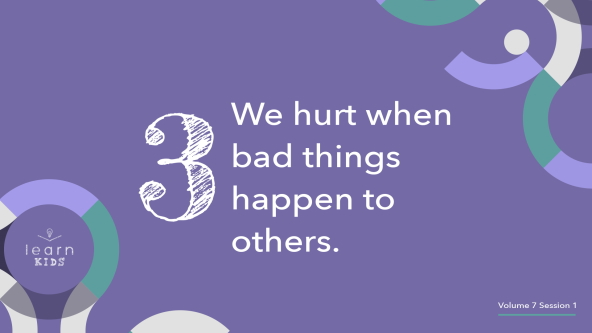 3
We hurt when
bad things
happen to
others.
learn
KIDS
Volume 7 Session 1